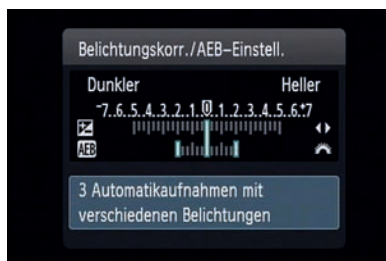 Belichtungskorr./AEB-Einstell.
Dunkler Heller
-7..6..5..4..3..2..1..0..1..2..3..4..5..6.+7
AEB
3 Automatikaufnahmen mit
verschiedenen Belichtungen